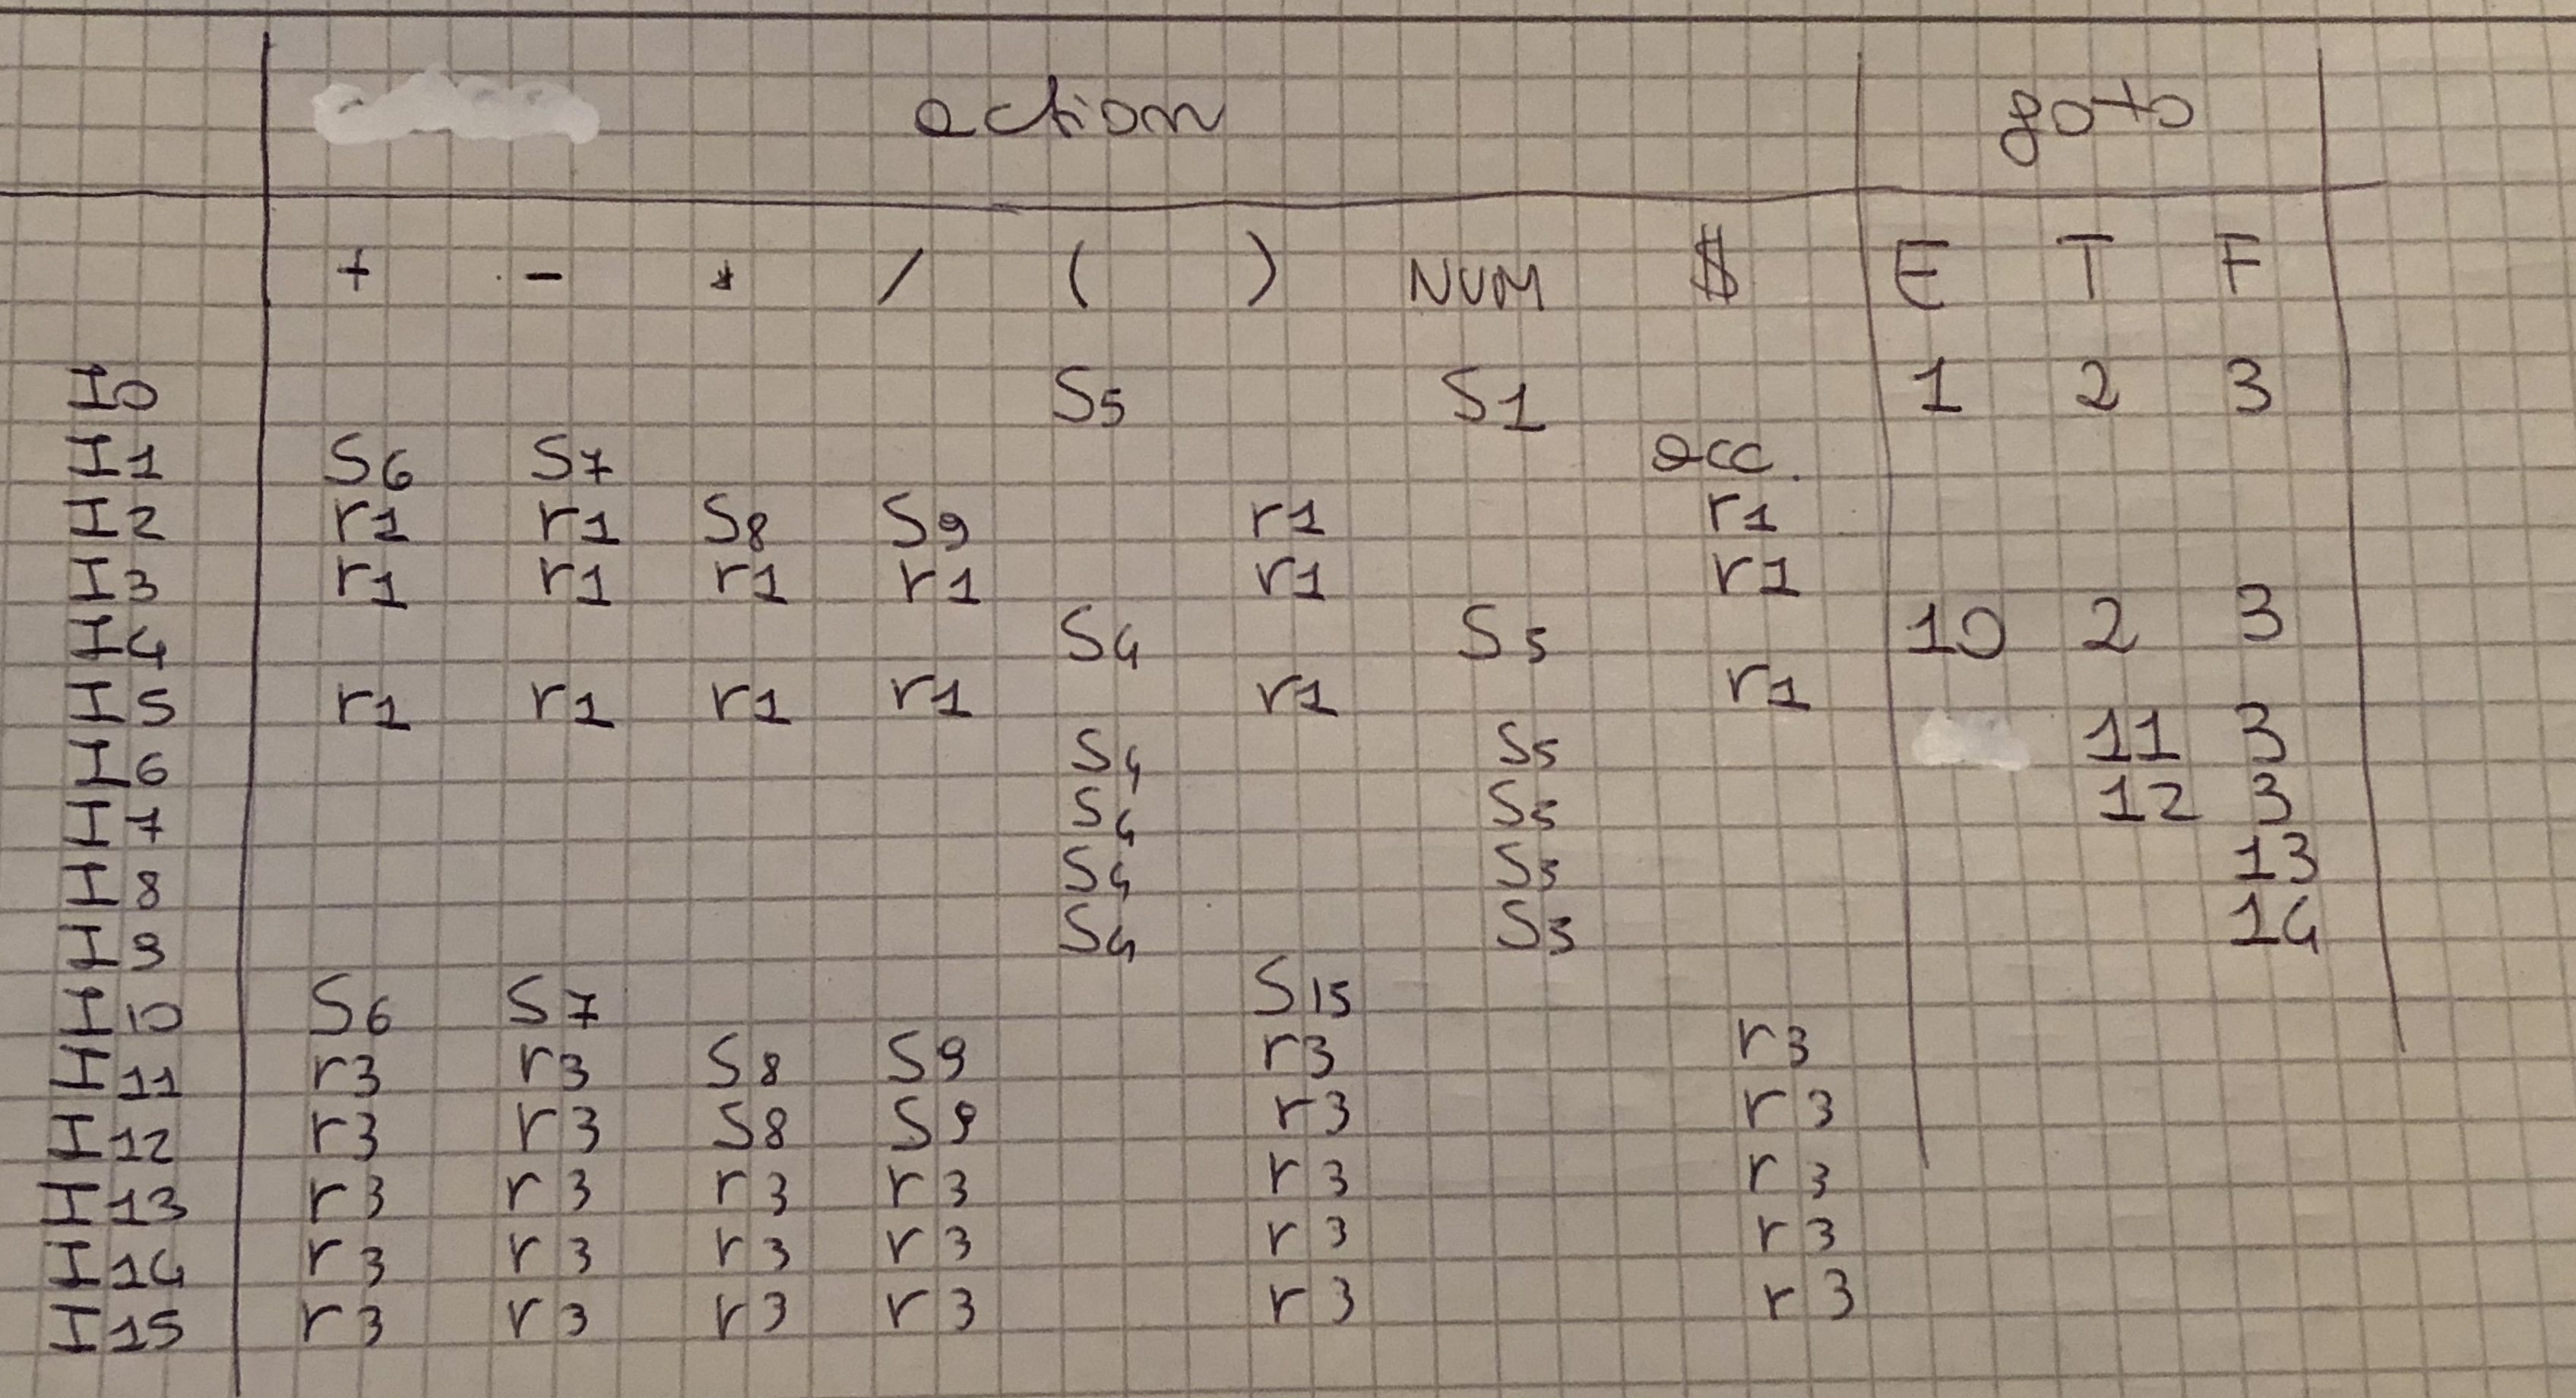 action goto
+ - * / ( ) NUM $ E T F
I0 S5 S1 1 2 3
I1 S6 S7 acc.
I2 r1 r1 S8 S9 r1 r1
I3 r1 r1 r1 r1 r1 r1
I4 S4 S5 10 2 3
I5 r1 r1 r1 r1 r1 r1
I6 S4 S5 11 3
I7 S4 S5 12 3
I8 S4 S5 13
I9 S4 S5 14
I10 S6 S7 S15
I11 r3 r3 S8 S9 r3 r3
I12 r3 r3 S8 S9 r3 r3
I13 r3 r3 r3 r3 r3 r3
I14 r3 r3 r3 r3 r3 r3
I15 r3 r3 r3 r3 r3 r3